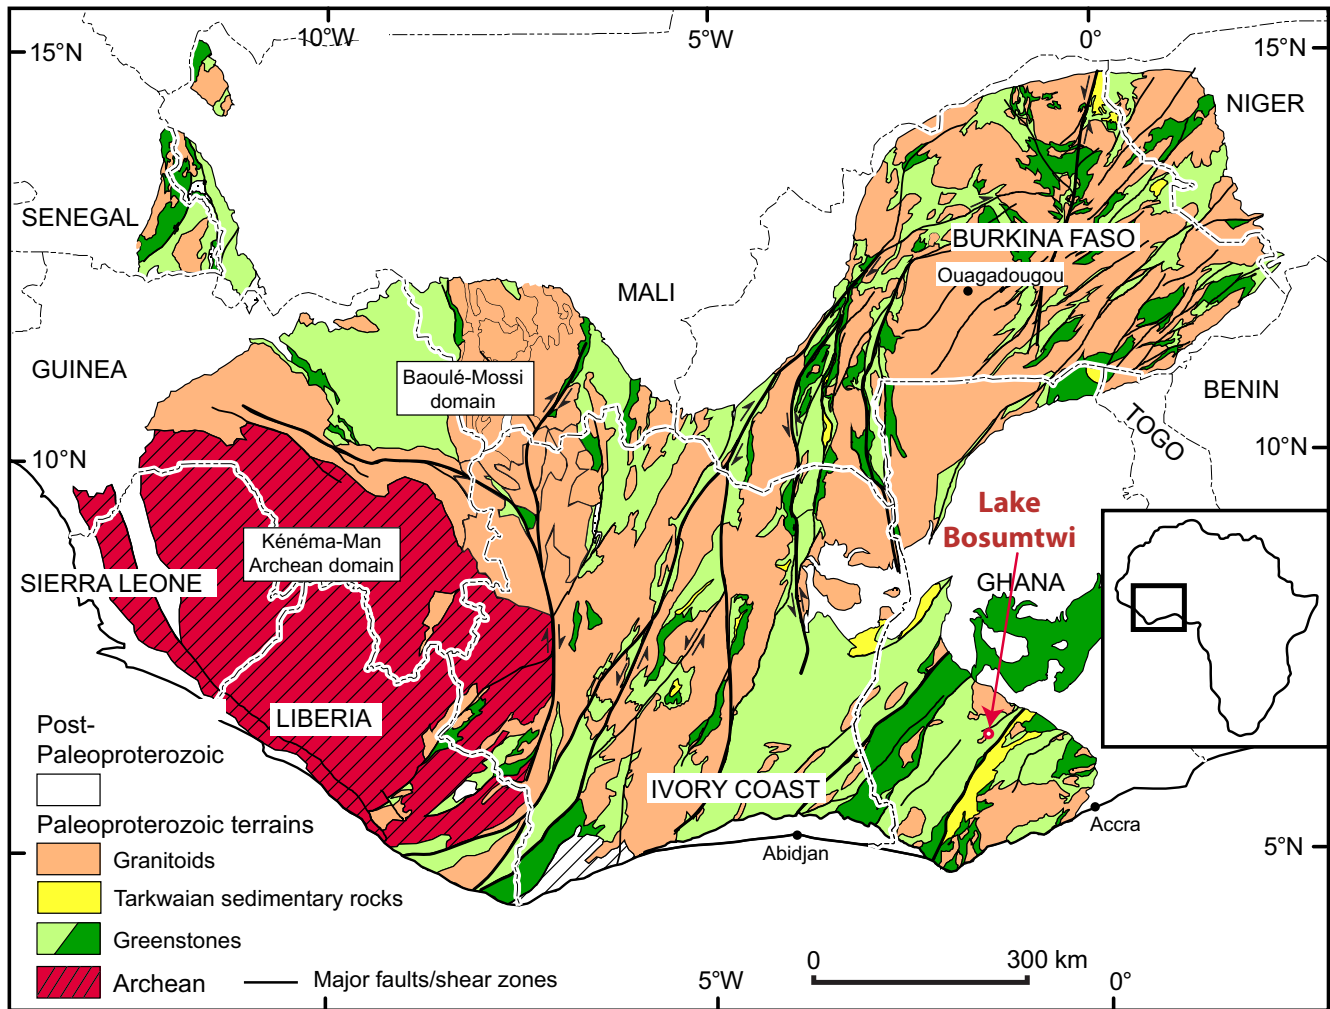 10°W
5°W
0°
15°N
15°N
NIGER
SENEGAL
BURKINA FASO
Ouagadougou
MALI
GUINEA
Baoulé-Mossi
domain
BENIN
TOGO
10°N
10°N
Lake
Bosumtwi
Kénéma-Man
Archean domain
SIERRA LEONE
GHANA
LIBERIA
IVORY COAST
Accra
Abidjan
5°N
Post-
Paleoproterozoic
Paleoproterozoic terrains
Granitoids
Tarkwaian sedimentary rocks
Greenstones
Archean
Major faults/shear zones
5°W
0
300 km
0°